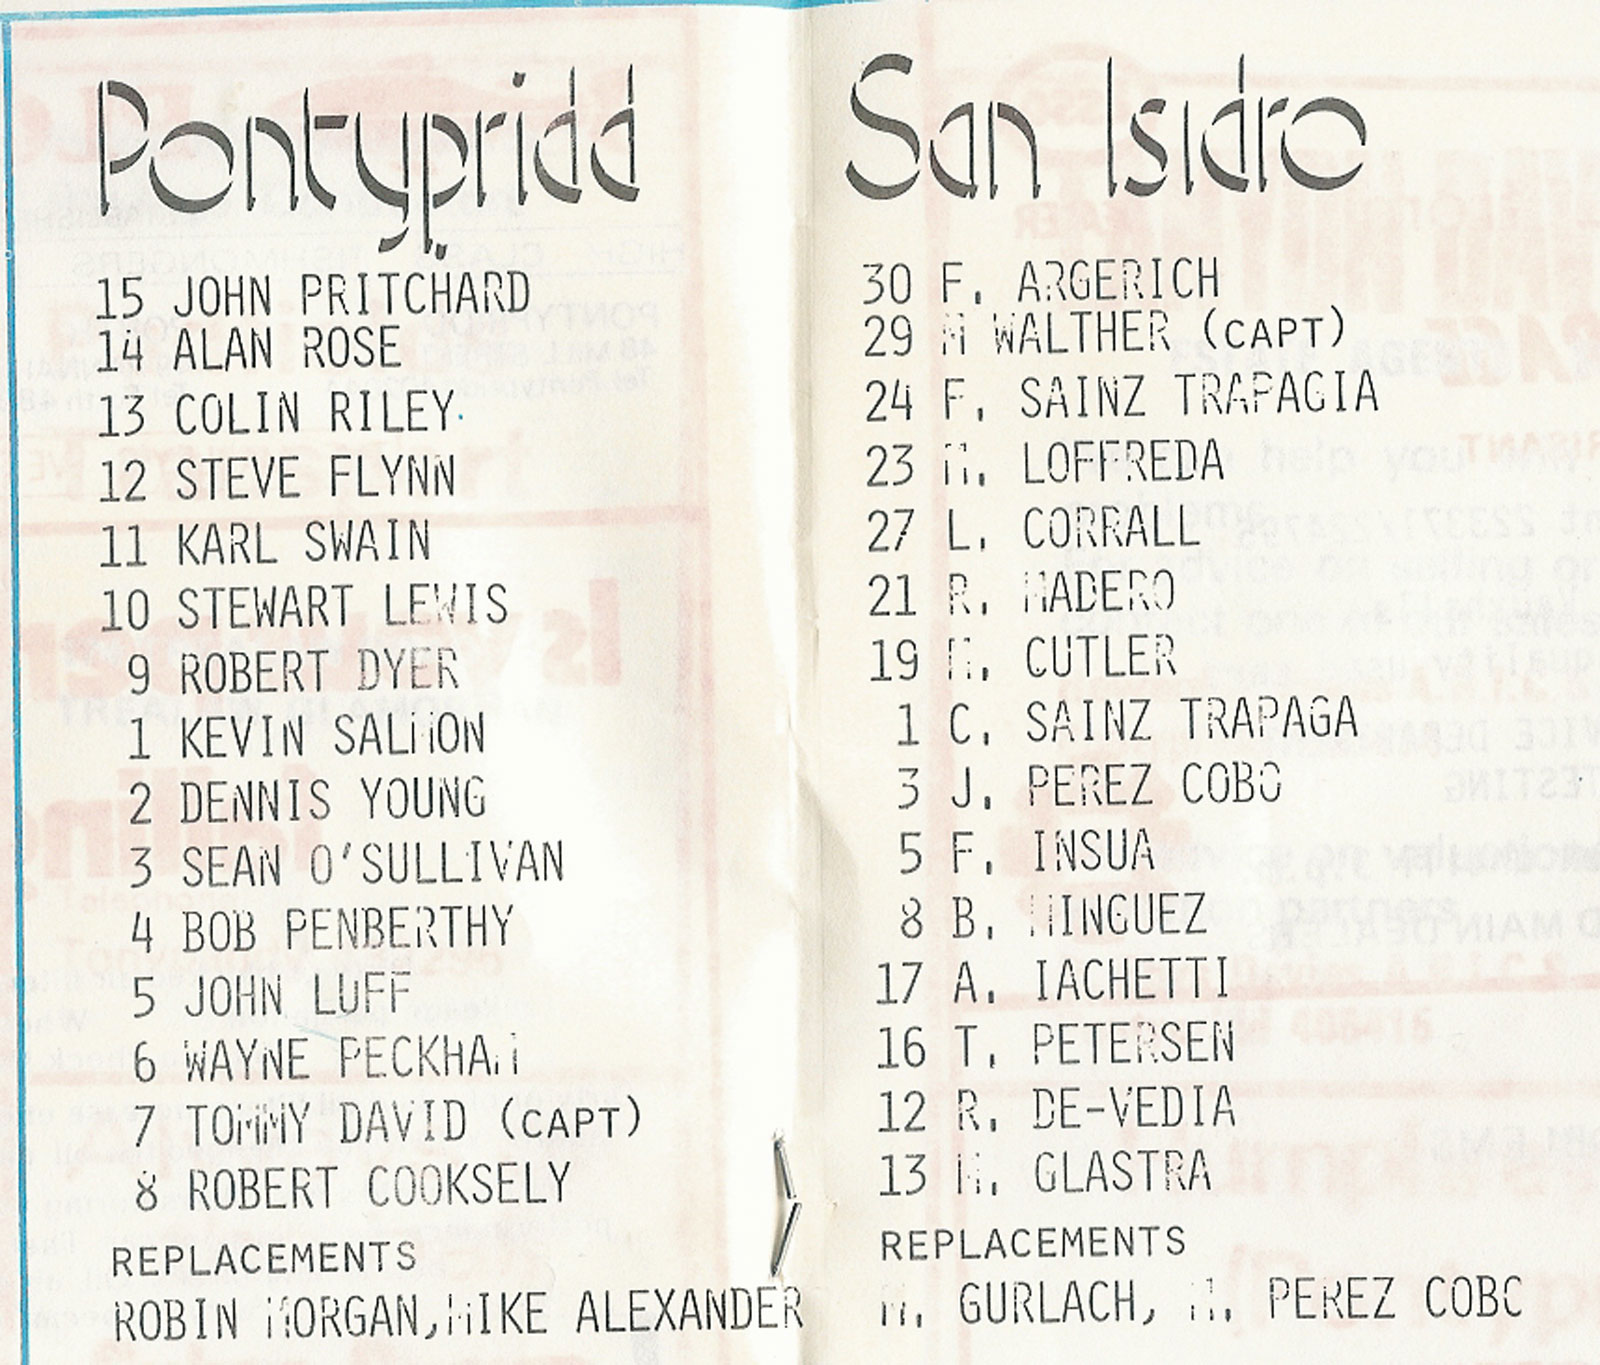 Pontypridd
15 JOHN PRITCHARD
14 ALAN ROSE
13 COLIN RILEY
12 STEVE FLYNN
11 KARL SWAIN
10 STEWART LEWIS
9 ROBERT DYER
1 KEVIN SALMON
2 DENNIS YOUNG
3 SEAN O'SULLIVAN
4 BOB PENBERTHY
5 JOHN LUFF
6 WAYNE PECKHAM
7 TOMMY DAVID (CAPT)
8 ROBERT COOKSELY
REPLACEMENTS
ROBIN MORGAN, MIKE ALEXANDER
San Isidro
30 F. ARGERICH
29 M WALTHER (CAPT)
24 F. SAINZ TRAPAGIA
23 M. LOFFREDA
27 L. CORRALL
21 R. MADERO
19 M. CUTLER
1 C. SAINZ TRAPAGA
3 J. PEREZ COBO
5 F. INSUA
8 B. MINGUEZ
17 A. IACHETTI
16 T. PETERSEN
12 R. DE-VEDIA
13 M. GLASTRA
REPLACEMENTS
M. GURLACH, M. PEREZ COBO